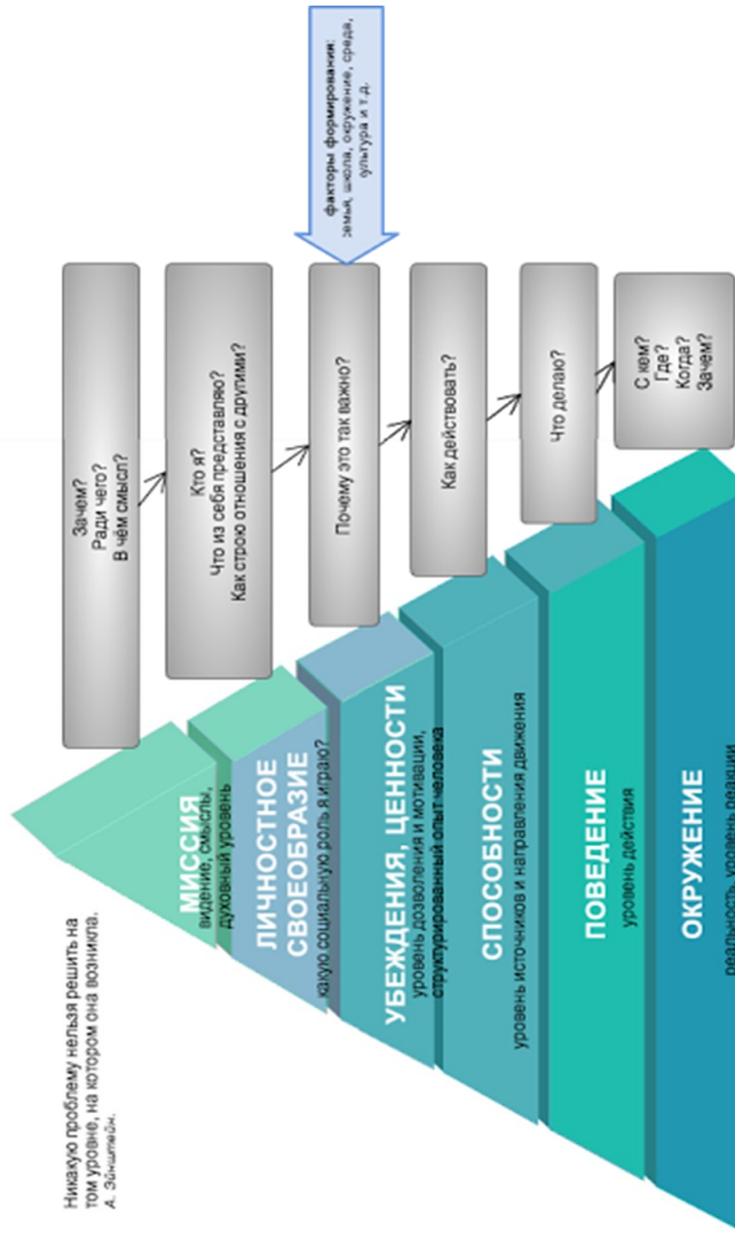 Никакую проблему нельзя решить на
том уровне, на котором она возникла.
А. Эйнштейн.
МИССИЯ
видение, смыслы,
духовный уровень
Зачем?
Ради чего?
В чём смысл?
ЛИЧНОСТНОЕ
СВОЕОБРАЗИЕ
какую социальную роль я играю?
Кто я?
Что из себя представляю?
Как строю отношения с другими?
УБЕЖДЕНИЯ, ЦЕННОСТИ
уровень дозволения и мотивации,
структурированный опыт человека
Почему это так важно?
факторы формирования:
семья, школа, окружение, среда,
культура и т.д.
СПОСОБНОСТИ
уровень источников и направления движения
Как действовать?
ПОВЕДЕНИЕ
уровень действия
Что делаю?
ОКРУЖЕНИЕ
реальность, уровень реакции
С кем?
Где?
Когда?
Зачем?